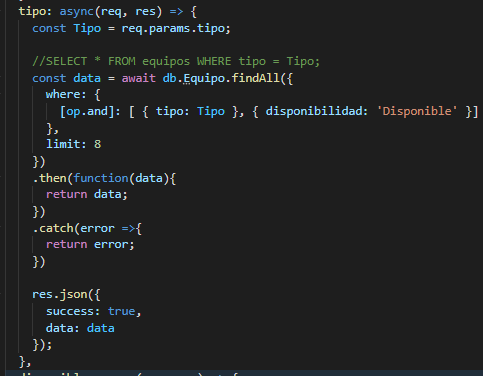 tipo: async(req, res) => {
const Tipo = req.params.tipo;
//SELECT * FROM equipos WHERE tipo = Tipo;
const data = await db.Equipo.findAll({
where: {
[op.and]: [ { tipo: Tipo }, { disponibilidad: 'Disponible' }]
},
limit: 8
})
.then(function(data){
return data;
})
.catch(error =>{
return error;
})
res.json({
success: true,
data: data
});
},